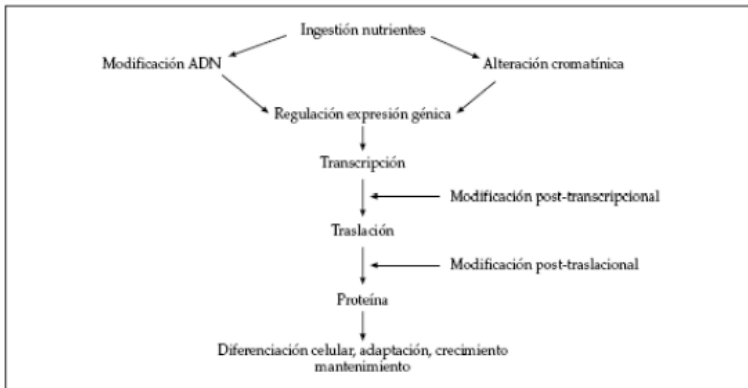 Ingestión nutrientes
Modificación ADN
Alteración cromatínica
Regulación expresión génica
Transcripción
Modificación post-transcripcional
Traslación
Modificación post-traslacional
Proteína
Diferenciación celular, adaptación, crecimiento
mantenimiento